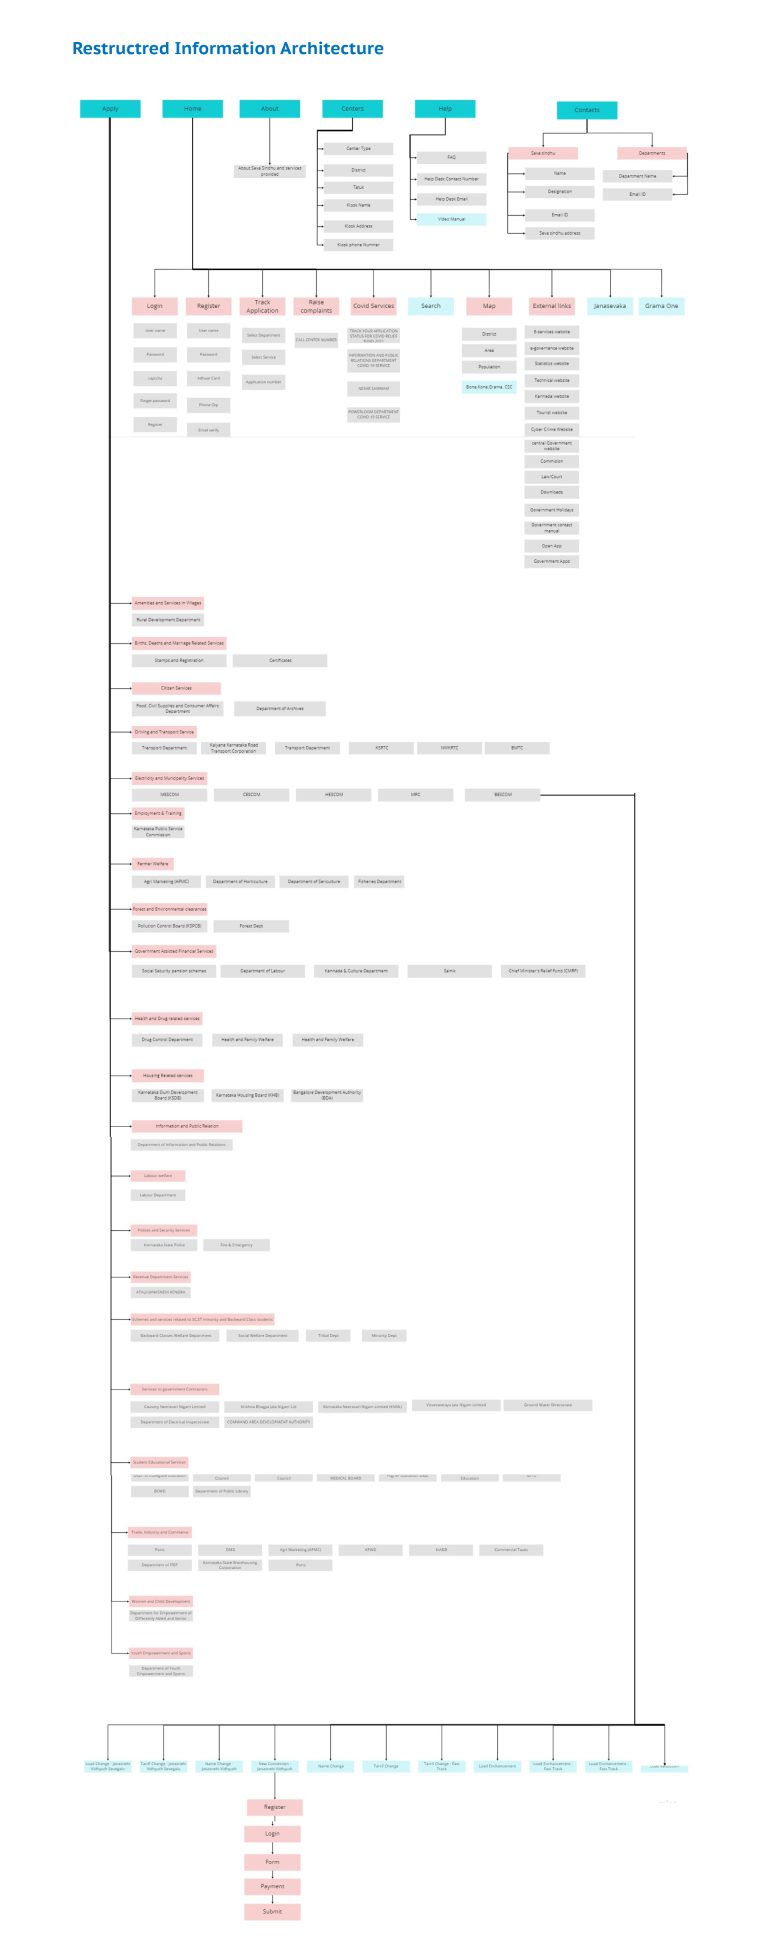 Restructred Information Architecture
Apply
Home
About
Centers
Help
Contacts
About Seva Sindhu and services
provided
Center Type
District
Taluk
Kiosk Name
Kiosk Address
Kiosk phone Number
FAQ
Help Desk Contact Number
Help Desk Email
Video Manual
Seva sindhu
Departments
Name
Designation
Email ID
Seva sindhu address
Department Name
Email ID
Login
Register
Track
Application
Raise
complaints
Covid Services
Search
Map
External links
Janasevaka
Grama One
User name
Password
captcha
Forget password
Register
User name
Password
Adhaar Card
Phone Otp
Email verify
Select Department
Select Service
Application number
CALL CENTER NUMBER
TRACK YOUR APPLICATION
STATUS FOR COVID RELIEF
INFORMATION AND PUBLIC
RELATIONS DEPARTMENT
COVID 19 SERVICE
NEKAR SAMMAN
POWERLOOM DEPARTMENT
COVID 19 SERVICE
District
Area
Population
CSC
E-services website
e-governance website
Statistics website
Technical website
Kannada website
Tourist website
Cyber Crime Website
central Government
website
Commision
Law/Court
Downloads
Government Holidays
Government contact
manual
Open App
Government Apps
Amenities and Services in Villages
Rural Development Department
Births, Deaths and Marriage Related Services
Stamps and Registration
Certificates
Citizen Services
Food, Civil Supplies and Consumer Affairs
Department
Department of Archives
Driving and Transport Service
Transport Department
Kalyana Karnataka Road
Transport Corporation
Transport Department
KSRTC
NWKRTC
BMTC
Electricity and Municipality Services
MESCOM
CESCOM
HESCOM
MRC
BESCOM
Employment & Training
Karnataka Public Service
Commission
Farmer Welfare
Agri Marketing (APMC)
Department of Horticulture
Department of Sericulture
Fisheries Department
Forest and Environmental clearances
Pollution Control Board (KSPCB)
Forest Dept
Government Assisted Financial Services
Social Security pension schemes
Department of Labour
Kannada & Culture Department
Sainik
Chief Minister's Relief Fund (CMRF)
Health and Drug related services
Drug Control Department
Health and Family Welfare
Health and Family Welfare
Housing Related services
Karnataka Slum Development
Board (KSDB)
Karnataka Housing Board (KHB)
Bangalore Development Authority
(BDA)
Information and Public Relation
Department of Information and Public Relations
Labour welfare
Labour Department
Polices and Security Services
Karnataka State Police
Fire & Emergency
Revenue Department Services
ATALJI JANASNEHI KENDRA
Schemes and services related to SC,ST minority and Backward Class students
Backward Classes Welfare Department
Social Welfare Department
Tribal Dept
Minority Dept
Services to government Contractors
Cauvery Neeravari Nigam Limited
Krishna Bhagya Jala Nigam Ltd
Karnataka Neeravari Nigam Limited (KNNL)
Visvesvaraya Jala Nigam Limited
Ground Water Directorate
Department of Electrical Inspectorate
COMMAND AREA DEVELOPMENT AUTHORITY
Student Educational Services
Council
Council
MEDICAL BOARD
Education
Department of Public Library
Trade, Industry and Commerce
Ports
Agri Marketing (APMC)
KPWD
KIADB
Commercial Taxes
Karnataka State Warehousing
Corporation
Ports
Women and Child Development
Department for Empowerment of
Differently Abled and Senior
Youth Empowerment and Sports
Department of Youth
Empowerment and Sports
Load Change - Janasnehi
Vidhyuth Sevegalu
Tariff Change - Janasnehi
Vidhyuth Sevegalu
Name Change -
Janasnehi Vidhyuth
New Connection -
Janasnehi Vidhyuth
Name Change
Tariff Change
Tariff Change - Fast
Track
Load Enhancement
Load Enhancement -
Fast Track
Load Enhancement -
Fast Track
Register
Login
Form
Payment
Submit